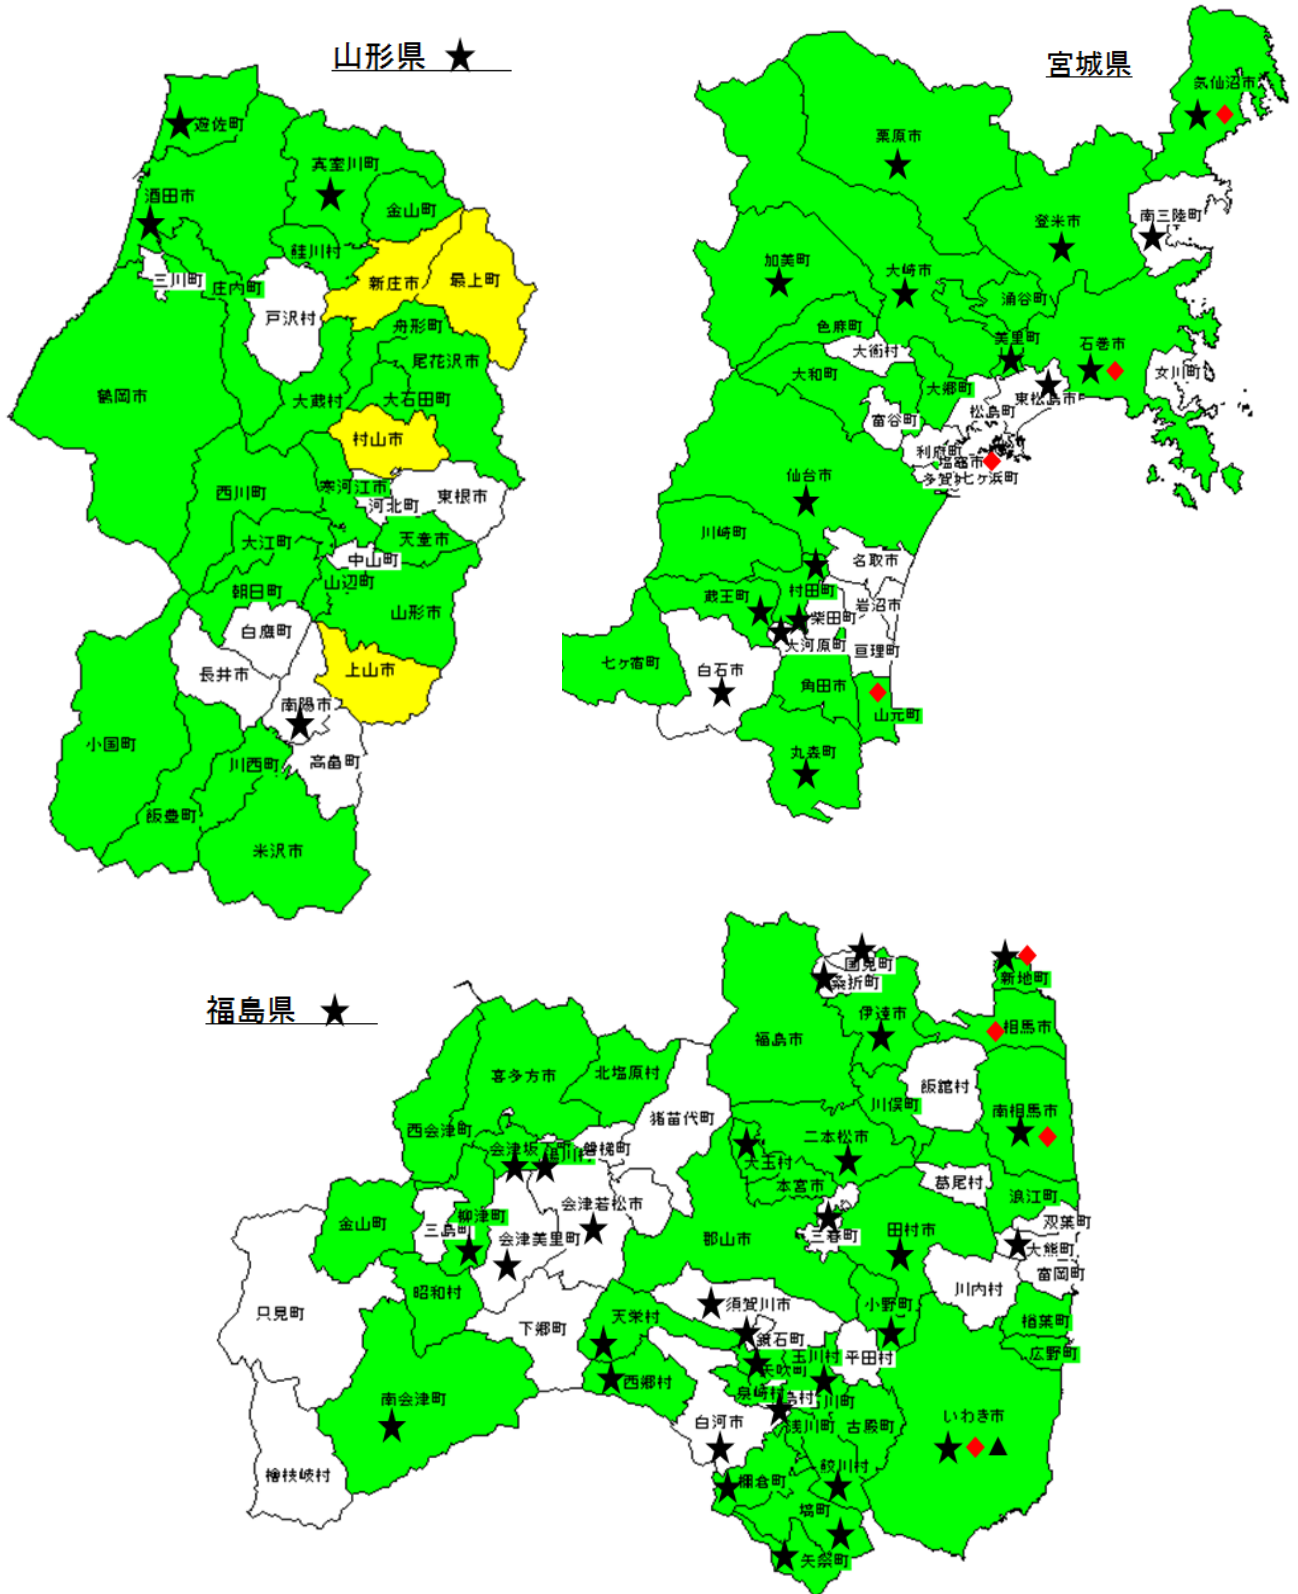 山形県 ★
遊佐町
真室川町
酒田市
金山町
鮭川村
三川町
庄内町
新庄市
最上町
戸沢村
舟形町
尾花沢市
鶴岡市
大蔵村
大石田町
村山市
西川町
寒河江市
河北町
東根市
大江町
天童市
中山町
朝日町
山辺町
山形市
白鷹町
長井市
上山市
南陽市
小国町
川西町
高畠町
飯豊町
米沢市
宮城県
気仙沼市
栗原市
登米市
南三陸町
加美町
大崎市
涌谷町
色麻町
美里町
石巻市
大衡村
大和町
大郷町
女川町
東松島市
松島町
富谷町
利府町
塩竈市
七ヶ浜町
仙台市
川崎町
名取市
村田町
蔵王町
岩沼市
柴田町
大河原町
亘理町
七ヶ宿町
白石市
角田市
山元町
丸森町
福島県 ★
国見町
桑折町
新地町
伊達市
相馬市
福島市
喜多方市
北塩原村
飯舘村
川俣町
南相馬市
猪苗代町
西会津町
二本松市
会津坂下町
湯川村
磐梯町
大玉村
本宮市
葛尾村
浪江町
会津若松市
金山町
柳津町
三島町
双葉町
会津美里町
郡山市
三春町
田村市
大熊町
富岡町
川内村
昭和村
只見町
下郷町
天栄村
須賀川市
小野町
楢葉町
鏡石町
玉川村
平田村
広野町
矢吹町
西郷村
泉崎村
南会津町
白河市
浅川町
古殿町
いわき市
檜枝岐村
棚倉町
鮫川村
塙町
矢祭町